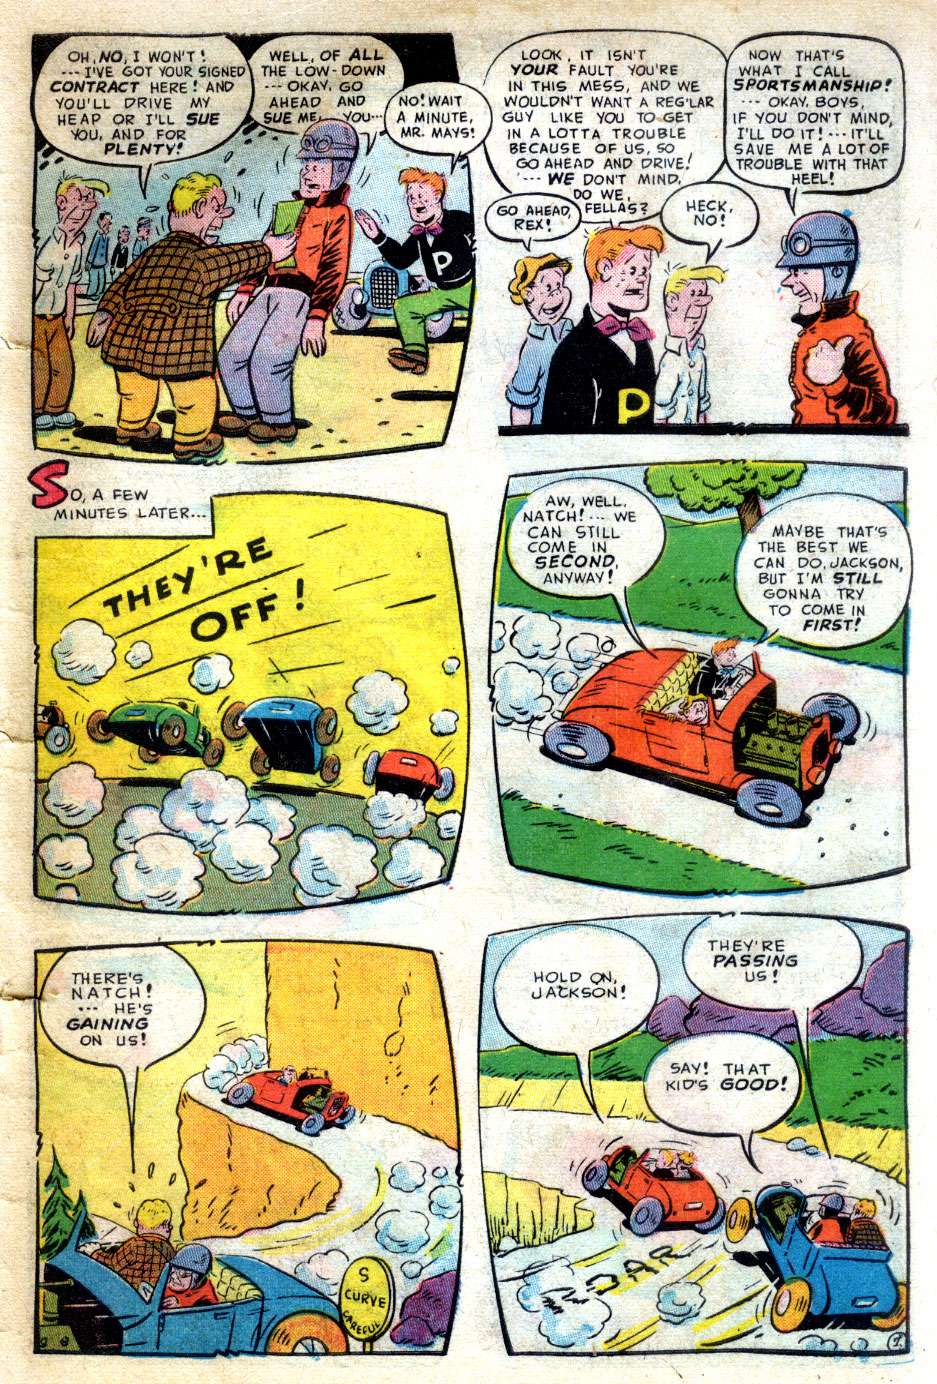 OH, NO, I WON'T!
--- I'VE GOT YOUR SIGNED
CONTRACT HERE! AND
YOU'LL DRIVE MY
HEAP OR I'LL SUE
YOU, AND FOR
PLENTY!
WELL, OF ALL
THE LOW-DOWN
--- OKAY, GO
AHEAD AND
SUE ME, YOU---
NO! WAIT
A MINUTE,
MR. MAYS!
P
LOOK, IT ISN'T
YOUR FAULT YOU'RE
IN THIS MESS, AND WE
WOULDN'T WANT A REG'LAR
GUY LIKE YOU TO GET
IN A LOTTA TROUBLE
BECAUSE OF US, SO
GO AHEAD AND DRIVE!
--- WE DON'T MIND,
DO WE,
FELLAS?
GO AHEAD,
REX!
HECK,
NO!
NOW THAT'S
WHAT I CALL
SPORTSMANSHIP!
--- OKAY, BOYS,
IF YOU DON'T MIND,
I'LL DO IT! --- IT'LL
SAVE ME A LOT OF
TROUBLE WITH THAT
HEEL!
P
SO, A FEW
MINUTES LATER...
THEY'RE
OFF!
AW, WELL,
NATCH! --- WE
CAN STILL
COME IN
SECOND,
ANYWAY!
MAYBE THAT'S
THE BEST WE
CAN DO, JACKSON,
BUT I'M STILL
GONNA TRY
TO COME IN
FIRST!
THERE'S
NATCH!
--- HE'S
GAINING
ON US!
S
CURVE
CAREFUL
HOLD ON,
JACKSON!
THEY'RE
PASSING
US!
SAY! THAT
KID'S GOOD!
7.